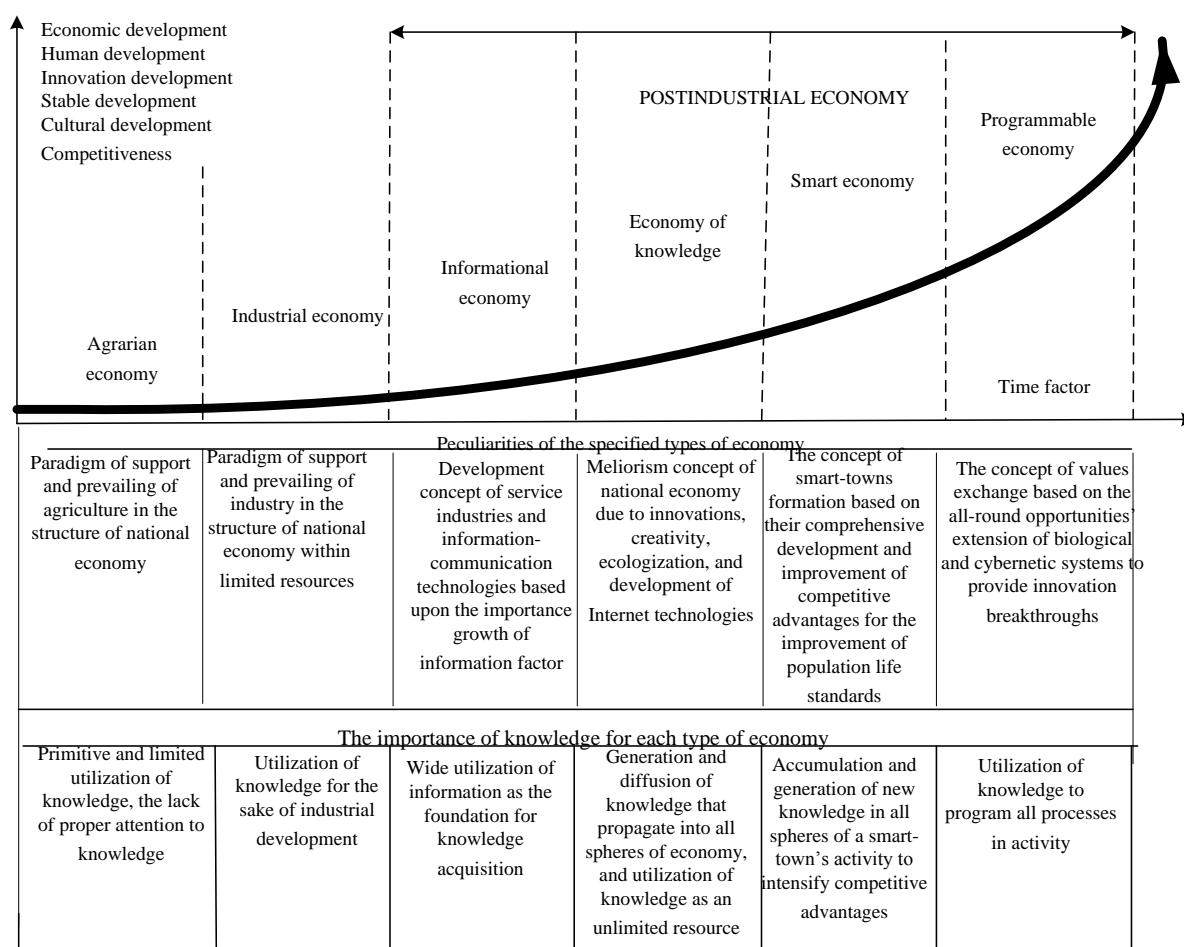 Economic development
Human development
Innovation development
Stable development
Cultural development
Competitiveness
POSTINDUSTRIAL ECONOMY
Programmable
economy
Smart economy
Economy of
knowledge
Informational
economy
Industrial economy
Agrarian
economy
Time factor
Peculiarities of the specified types of economy
Paradigm of support
and prevailing of
agriculture in the
structure of national
economy
Paradigm of support
and prevailing of
industry in the
structure of national
economy within
limited resources
Development
concept of service
industries and
information-
communication
technologies based
upon the importance
growth of
information factor
Meliorism concept of
national economy
due to innovations,
creativity,
ecologization, and
development of
Internet technologies
The concept of
smart-towns
formation based on
their comprehensive
development and
improvement of
competitive
advantages for the
improvement of
population life
standards
The concept of values
exchange based on the
all-round opportunities’
extension of biological
and cybernetic systems to
provide innovation
breakthroughs
The importance of knowledge for each type of economy
Primitive and limited
utilization of
knowledge, the lack
of proper attention to
knowledge
Utilization of
knowledge for the
sake of industrial
development
Wide utilization of
information as the
foundation for
knowledge
acquisition
Generation and
diffusion of
knowledge that
propagate into all
spheres of economy,
and utilization of
knowledge as an
unlimited resource
Accumulation and
generation of new
knowledge in all
spheres of a smart-
town’s activity to
intensify competitive
advantages
Utilization of
knowledge to
program all processes
in activity